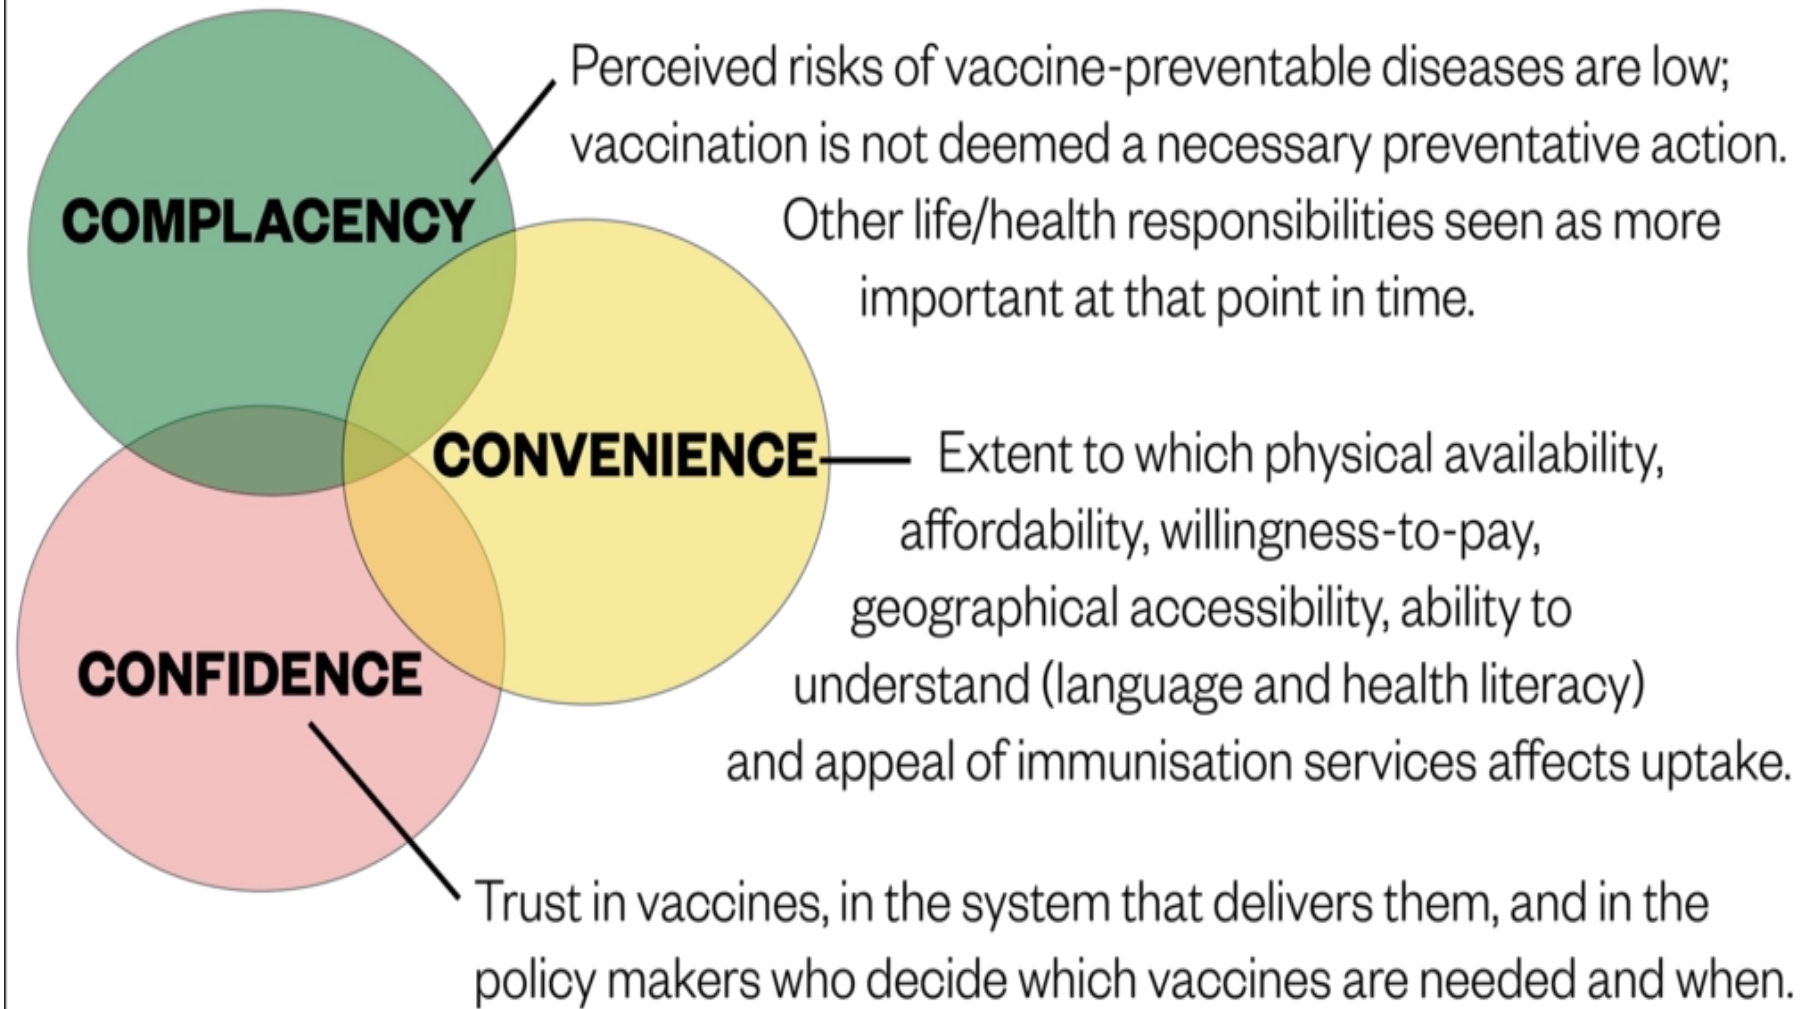 COMPLACENCY
Perceived risks of vaccine-preventable diseases are low;
vaccination is not deemed a necessary preventative action.
Other life/health responsibilities seen as more
important at that point in time.
CONVENIENCE
Extent to which physical availability,
affordability, willingness-to-pay,
geographical accessibility, ability to
understand (language and health literacy)
and appeal of immunisation services affects uptake.
CONFIDENCE
Trust in vaccines, in the system that delivers them, and in the
policy makers who decide which vaccines are needed and when.